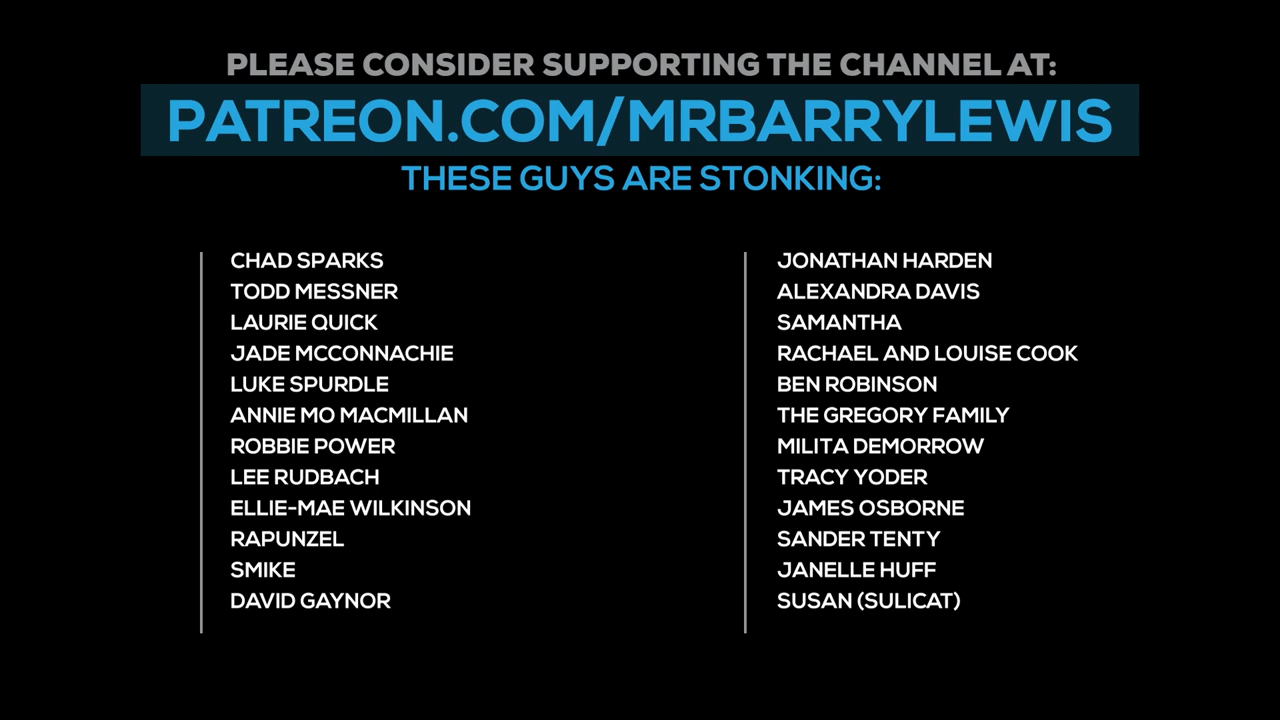 PLEASE CONSIDER SUPPORTING THE CHANNEL AT:
PATREON.COM/MRBARRYLEWIS
THESE GUYS ARE STONKING:
CHAD SPARKS
TODD MESSNER
LAURIE QUICK
JADE MCCONNACHIE
LUKE SPURDLE
ANNIE MO MACMILLAN
ROBBIE POWER
LEE RUDBACH
ELLIE-MAE WILKINSON
RAPUNZEL
SMIKE
DAVID GAYNOR
JONATHAN HARDEN
ALEXANDRA DAVIS
SAMANTHA
RACHAEL AND LOUISE COOK
BEN ROBINSON
THE GREGORY FAMILY
MILITA DEMORROW
TRACY YODER
JAMES OSBORNE
SANDER TENTY
JANELLE HUFF
SUSAN (SULICAT)